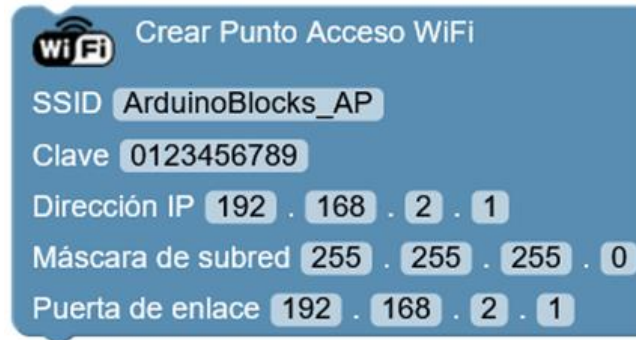 WiFi Crear Punto Acceso WiFi
SSID ArduinoBlocks_AP
Clave 0123456789
Dirección IP 192 . 168 . 2 . 1
Máscara de subred 255 . 255 . 255 . 0
Puerta de enlace 192 . 168 . 2 . 1